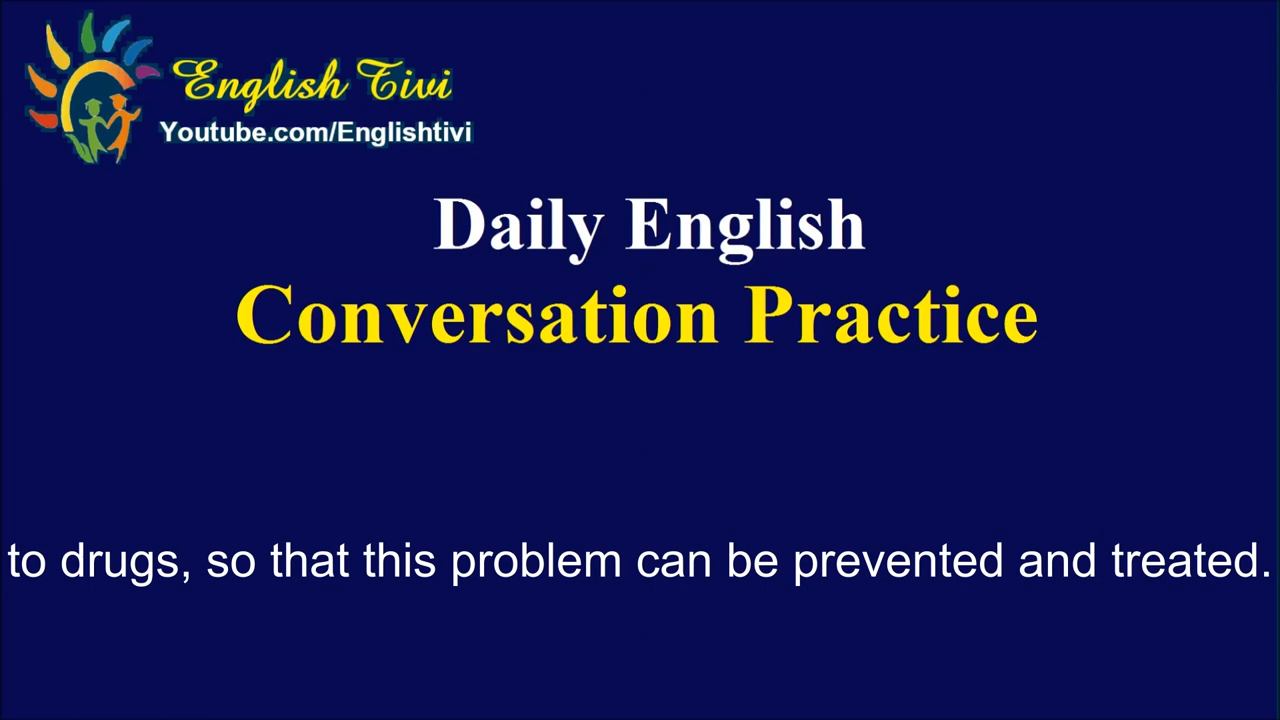 English Tivi
Youtube.com/Englishtivi
Daily English
Conversation Practice
to drugs, so that this problem can be prevented and treated.